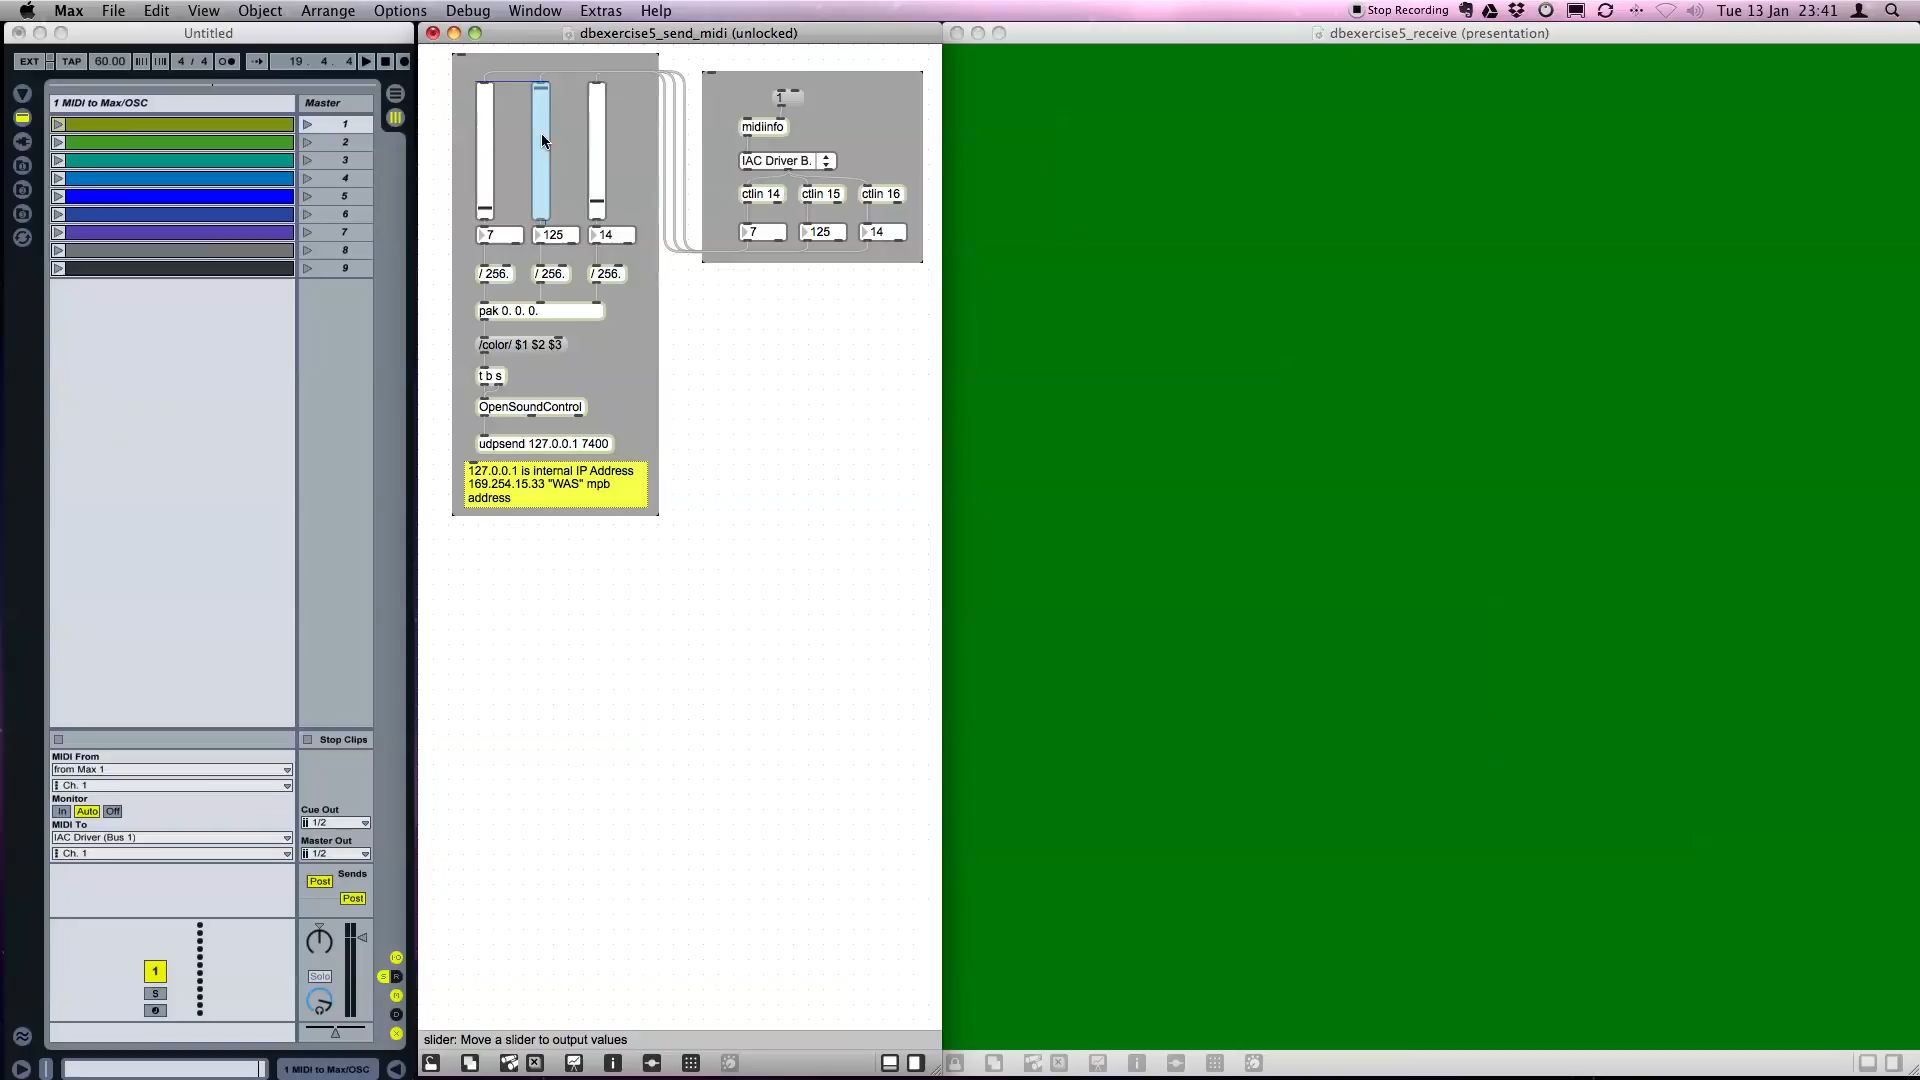 Max File Edit View Object Arrange Options Debug Window Extras Help
Stop Recording
Tue 13 Jan 23:41
Untitled
EXT TAP 60.00 4 / 4 19. 4. 4
1 MIDI to Max/OSC
Master
1
2
3
4
5
6
7
8
9
Stop Clips
MIDI From
from Max 1
Ch. 1
Monitor
In Auto Off
MIDI To
IAC Driver (Bus 1)
Ch. 1
Cue Out
1/2
Master Out
1/2
Sends
Post
Post
1
S
Solo
I·O
S R
M
D
X
1 MIDI to Max/OSC
dbexercise5_send_midi (unlocked)
7 125 14
/ 256. / 256. / 256.
pak 0. 0. 0.
/color/ $1 $2 $3
t b s
OpenSoundControl
udpsend 127.0.0.1 7400
127.0.0.1 is internal IP Address
169.254.15.33 "WAS" mpb
address
1
midiinfo
IAC Driver B.
ctlin 14 ctlin 15 ctlin 16
7 125 14
slider: Move a slider to output values
dbexercise5_receive (presentation)